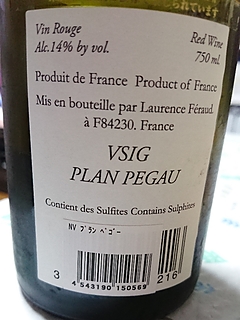 Vin Rouge Red Wine
Alc.14% by vol. 750 ml.
Produit de France Product of France
Mis en bouteille par Laurence Féraud.
à F84230. France
VSIG
PLAN PEGAU
Contient des Sulfites Contains Sulphites
NV プラン ペゴー
3 216
4 543190 150569